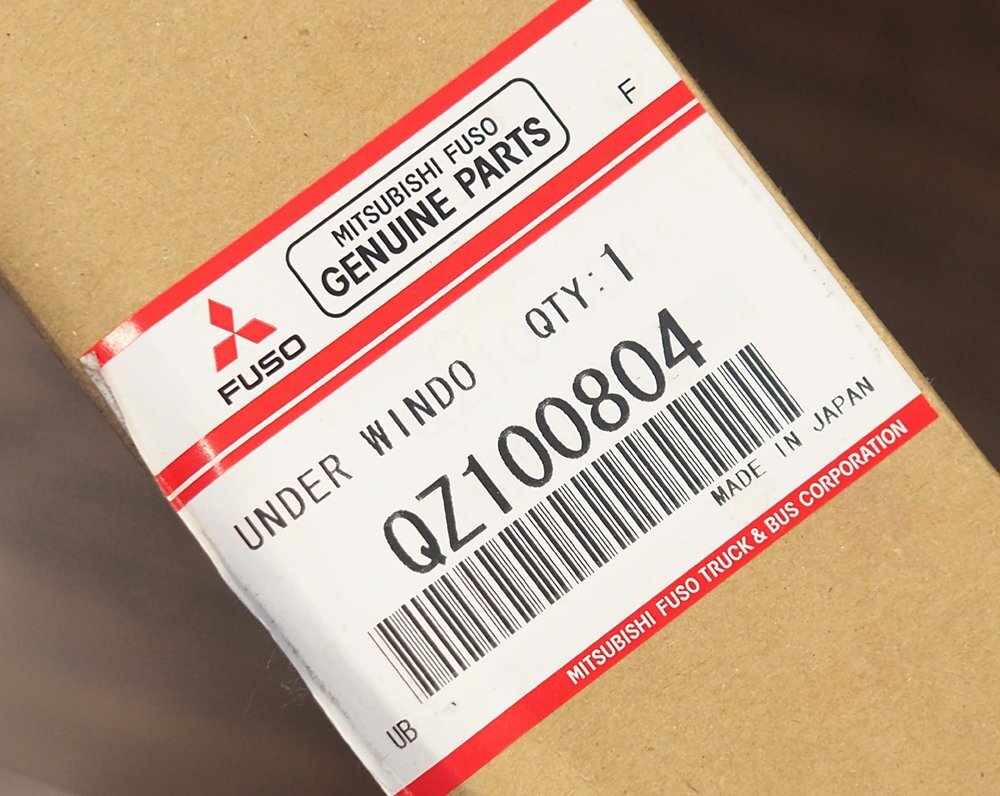 F
MITSUBISHI FUSO
GENUINE PARTS
FUSO
UNDER WINDO QTY:1
QZ100804
MADE IN JAPAN
UB
MITSUBISHI FUSO TRUCK & BUS CORPORATION